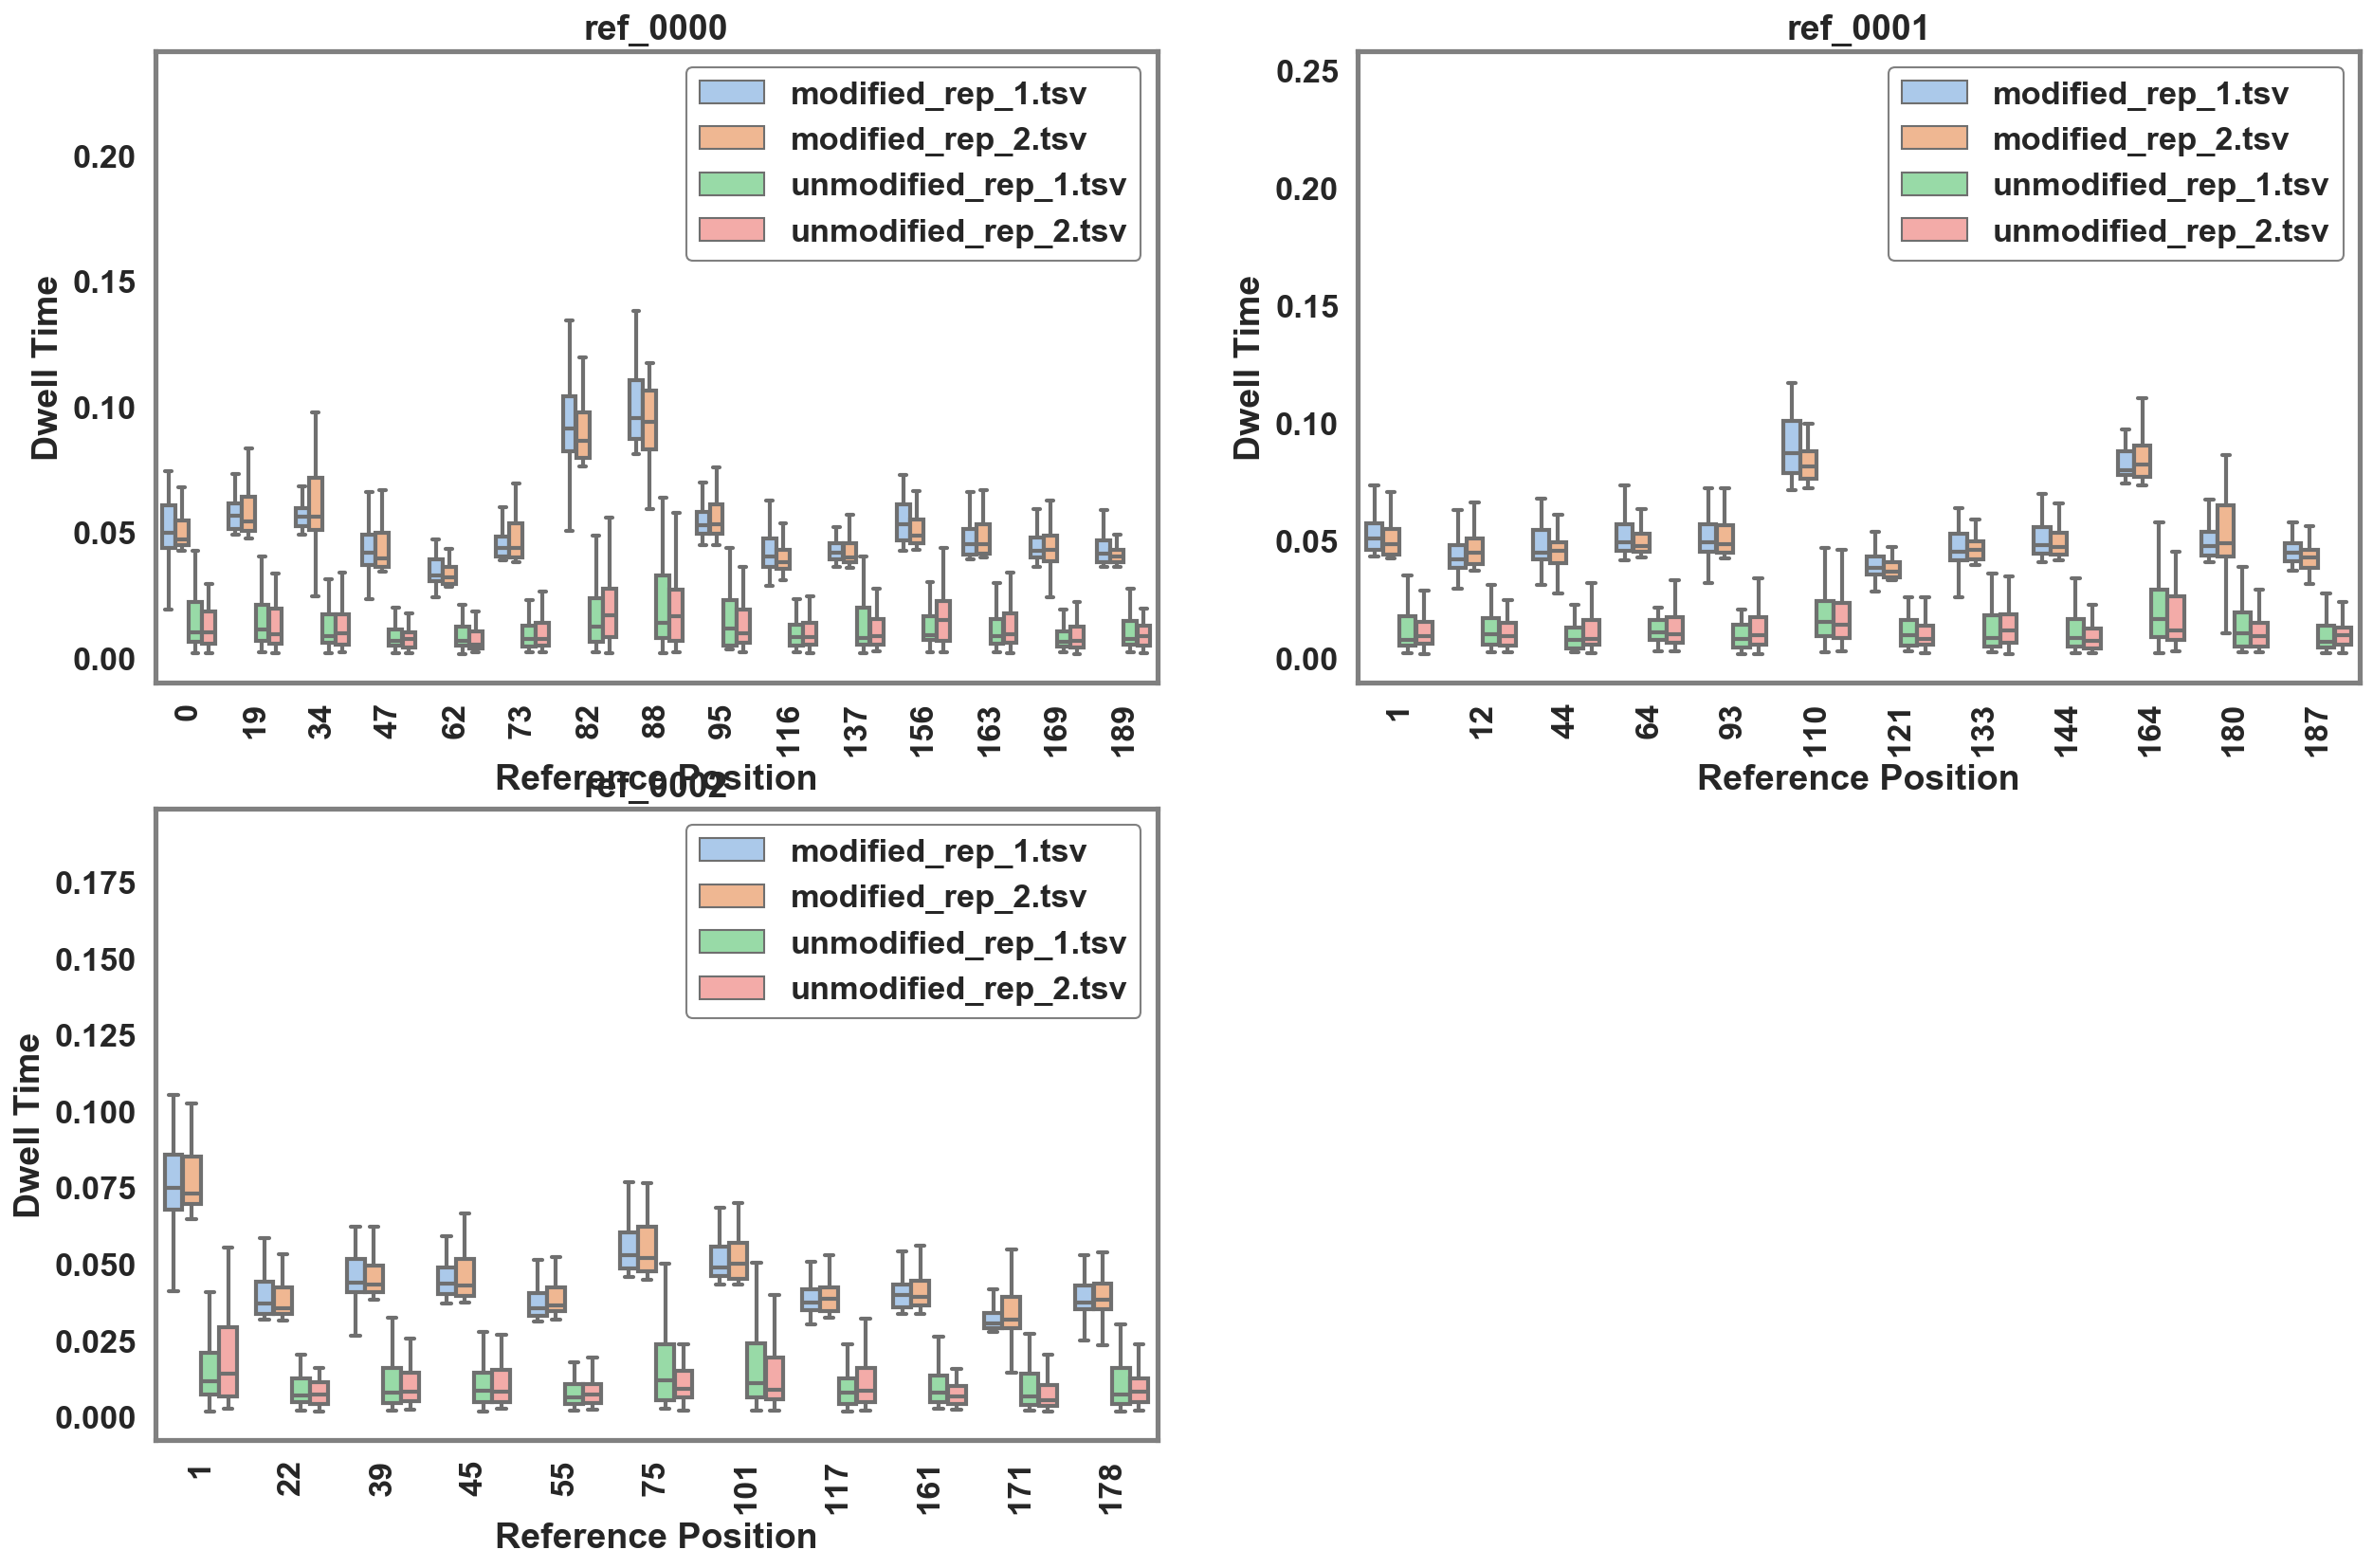 ref_0000
modified_rep_1.tsv
modified_rep_2.tsv
unmodified_rep_1.tsv
unmodified_rep_2.tsv
0.20
0.15
0.10
0.05
0.00
Dwell Time
0 19 34 47 62 73 82 88 95 116 137 156 163 169 189
Reference Position
ref_0001
modified_rep_1.tsv
modified_rep_2.tsv
unmodified_rep_1.tsv
unmodified_rep_2.tsv
0.25
0.20
0.15
0.10
0.05
0.00
Dwell Time
1 12 44 64 93 110 121 133 144 164 180 187
Reference Position
ref_0002
modified_rep_1.tsv
modified_rep_2.tsv
unmodified_rep_1.tsv
unmodified_rep_2.tsv
0.175
0.150
0.125
0.100
0.075
0.050
0.025
0.000
Dwell Time
1 22 39 45 55 75 101 117 161 171 178
Reference Position